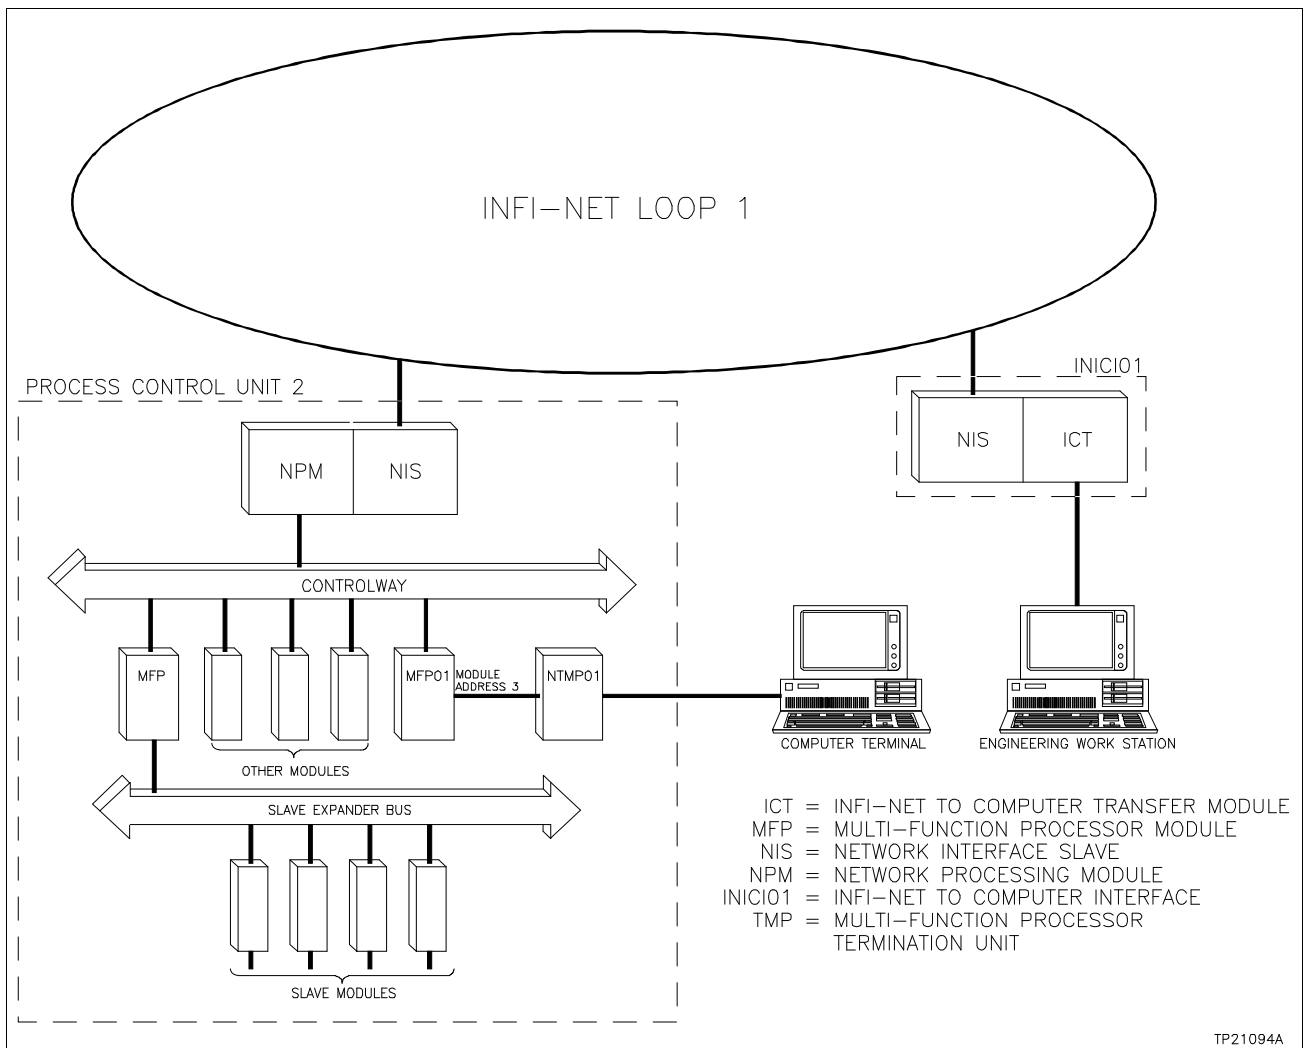 INFI-NET LOOP 1
PROCESS CONTROL UNIT 2
INICI01
NPM
NIS
NIS
ICT
CONTROLWAY
MFP
MFP01
MODULE
ADDRESS 3
NTMP01
OTHER MODULES
COMPUTER TERMINAL
ENGINEERING WORK STATION
SLAVE EXPANDER BUS
SLAVE MODULES
ICT = INFI-NET TO COMPUTER TRANSFER MODULE
MFP = MULTI-FUNCTION PROCESSOR MODULE
NIS = NETWORK INTERFACE SLAVE
NPM = NETWORK PROCESSING MODULE
INICI01 = INFI-NET TO COMPUTER INTERFACE
TMP = MULTI-FUNCTION PROCESSOR
TERMINATION UNIT
TP21094A